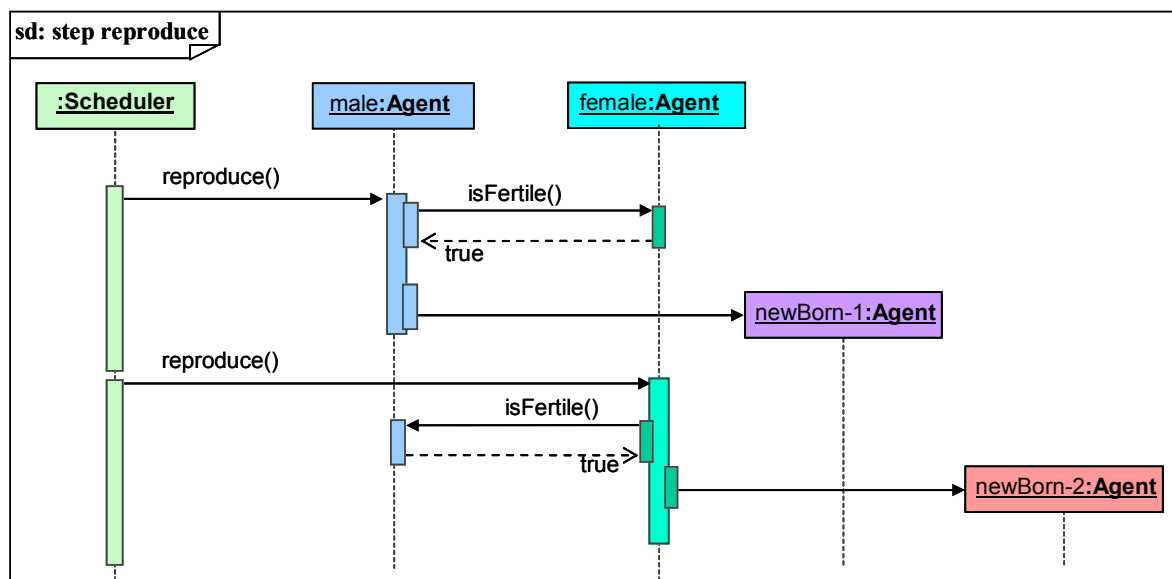 sd: step reproduce
:Scheduler
male:Agent
female:Agent
reproduce()
isFertile()
true
newBorn-1:Agent
reproduce()
isFertile()
true
newBorn-2:Agent